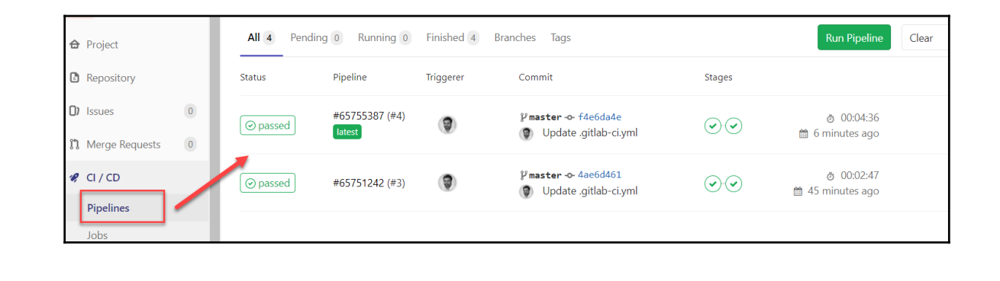 Project
Repository
Issues 0
Merge Requests 0
CI / CD
Pipelines
Jobs
All 4 Pending 0 Running 0 Finished 4 Branches Tags Run Pipeline Clear
Status Pipeline Triggerer Commit Stages
passed #65755387 (#4) latest master f4e6da4e 00:04:36
Update .gitlab-ci.yml 6 minutes ago
passed #65751242 (#3) master 4ae6d461 00:02:47
Update .gitlab-ci.yml 45 minutes ago